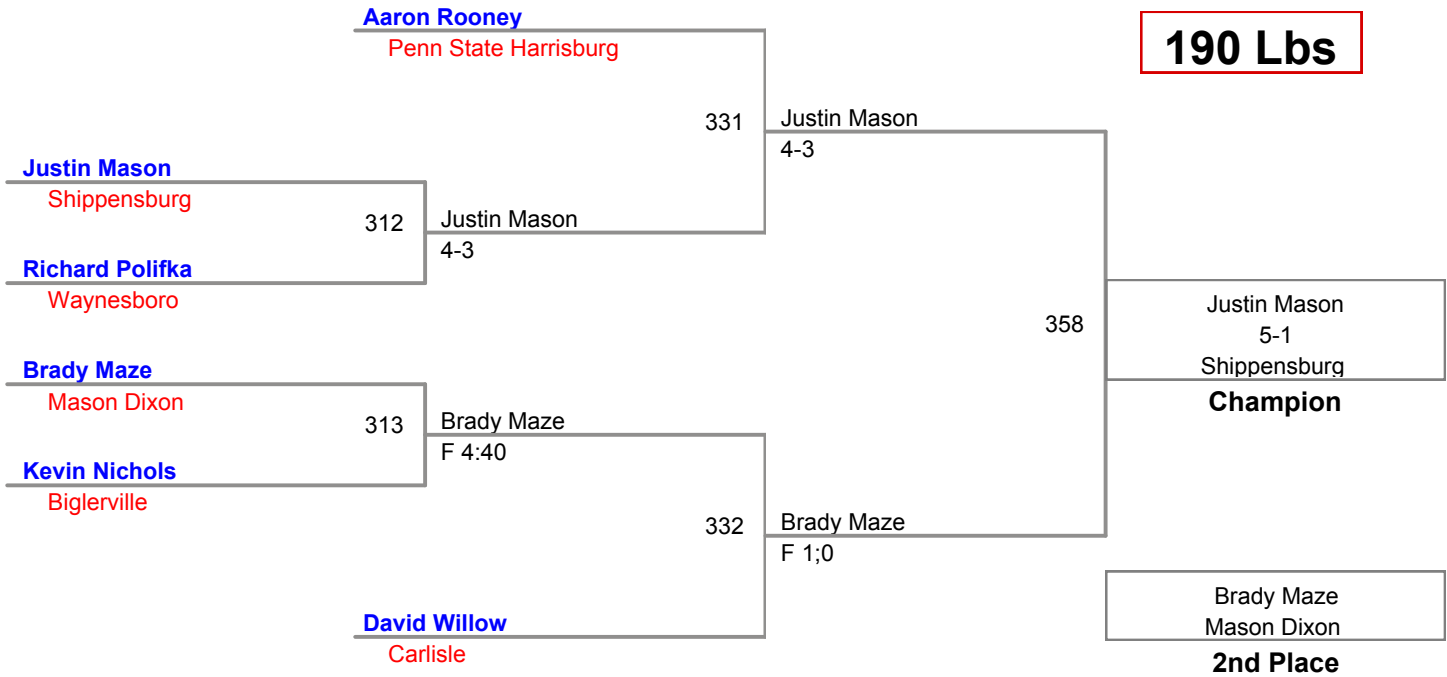 Aaron Rooney
Penn State Harrisburg
190 Lbs
331
Justin Mason
4-3
Justin Mason
Shippensburg
312
Justin Mason
4-3
Richard Polifka
Waynesboro
358
Justin Mason
5-1
Shippensburg
Champion
Brady Maze
Mason Dixon
313
Brady Maze
F 4:40
Kevin Nichols
Biglerville
332
Brady Maze
F 1;0
David Willow
Carlisle
Brady Maze
Mason Dixon
2nd Place